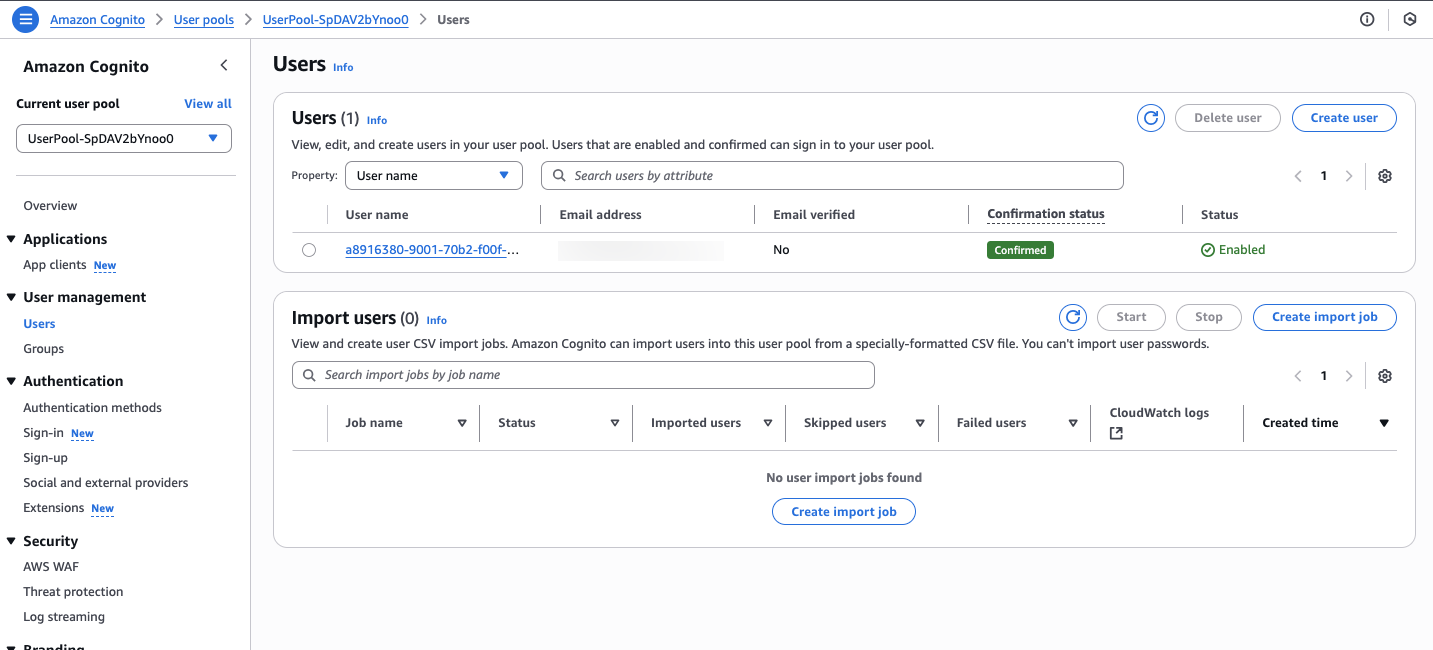 Amazon Cognito > User pools > UserPool-SpDAV2bYnoo0 > Users
Amazon Cognito
Current user pool View all
UserPool-SpDAV2bYnoo0
Overview
Applications
App clients New
User management
Users
Groups
Authentication
Authentication methods
Sign-in New
Sign-up
Social and external providers
Extensions New
Security
AWS WAF
Threat protection
Log streaming
Branding
Users Info
Users (1) Info
Delete user
Create user
View, edit, and create users in your user pool. Users that are enabled and confirmed can sign in to your user pool.
Property: User name Search users by attribute 1
User name Email address Email verified Confirmation status Status
a8916380-9001-70b2-f00f-... No Confirmed Enabled
Import users (0) Info
Start Stop Create import job
View and create user CSV import jobs. Amazon Cognito can import users into this user pool from a specially-formatted CSV file. You can't import user passwords.
Search import jobs by job name 1
Job name Status Imported users Skipped users Failed users CloudWatch logs Created time
No user import jobs found
Create import job